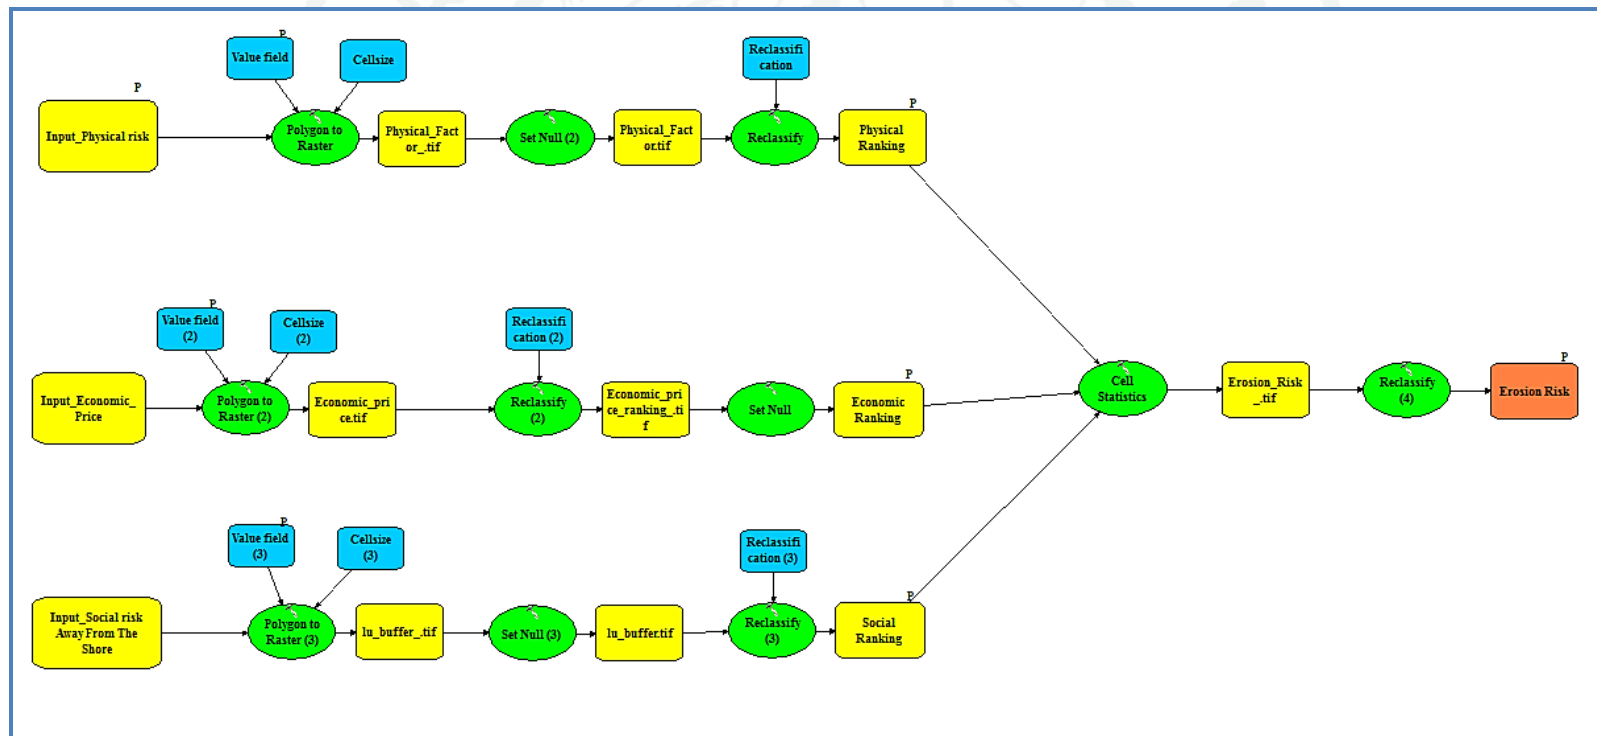 P
Value field
Cellsize
Reclassifi
cation
P
Input_Physical risk
Polygon to
Raster
Physical_Fact
or_.tif
Set Null (2)
Physical_Fac
tor.tif
Reclassify
P
Physical
Ranking
P
Value field
(2)
Cellsize
(2)
Reclassifi
cation (2)
Input_Economic_
Price
Polygon to
Raster (2)
Economic_pri
ce.tif
Reclassify
(2)
Economic_pri
ce_ranking_.ti
f
Set Null
P
Economic
Ranking
Cell
Statistics
Erosion_Risk
_.tif
Reclassify
(4)
P
Erosion Risk
P
Value field
(3)
Cellsize
(3)
Reclassifi
cation (3)
Input_Social risk
Away From The
Shore
Polygon to
Raster (3)
lu_buffer_.tif
Set Null (3)
lu_buffer.tif
Reclassify
(3)
P
Social
Ranking